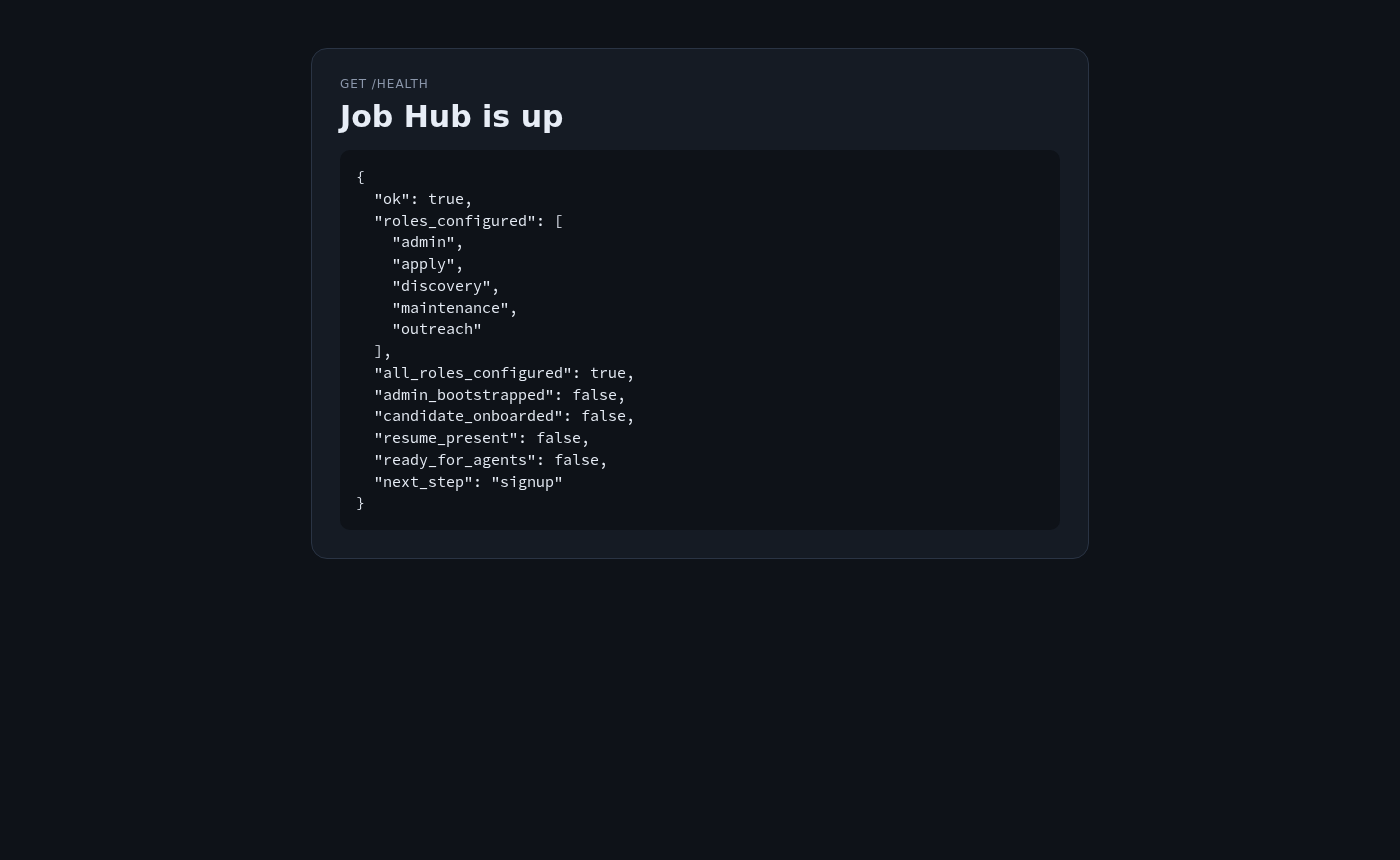 GET /HEALTH
Job Hub is up
{
  "ok": true,
  "roles_configured": [
    "admin",
    "apply",
    "discovery",
    "maintenance",
    "outreach"
  ],
  "all_roles_configured": true,
  "admin_bootstrapped": false,
  "candidate_onboarded": false,
  "resume_present": false,
  "ready_for_agents": false,
  "next_step": "signup"
}